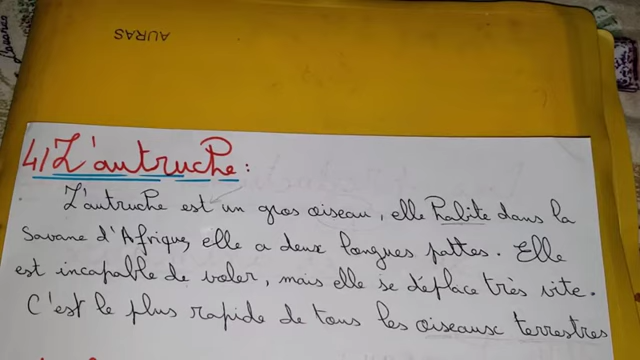 AURAS
4) L'autruche :
L'autruche est un gros oiseau, elle habite dans la
savane d'Afrique, elle a deux longues pattes. Elle
est incapable de voler, mais elle se déplace très vite.
C'est le plus rapide de tous les oiseaux terrestres